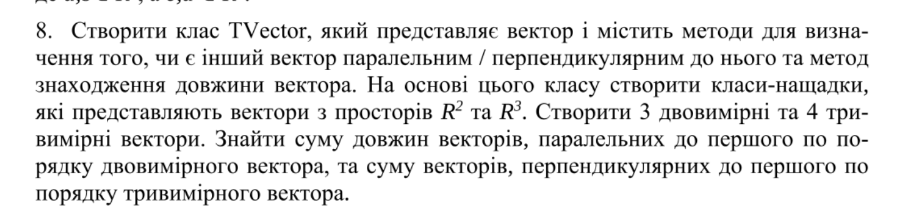 8. Створити клас TVector, який представляє вектор і містить методи для визна-
чення того, чи є інший вектор паралельним / перпендикулярним до нього та метод
знаходження довжини вектора. На основі цього класу створити класи-нащадки,
які представляють вектори з просторів R² та R³. Створити 3 двовимірні та 4 три-
вимірні вектори. Знайти суму довжин векторів, паралельних до першого по по-
рядку двовимірного вектора, та суму векторів, перпендикулярних до першого по
порядку тривимірного вектора.